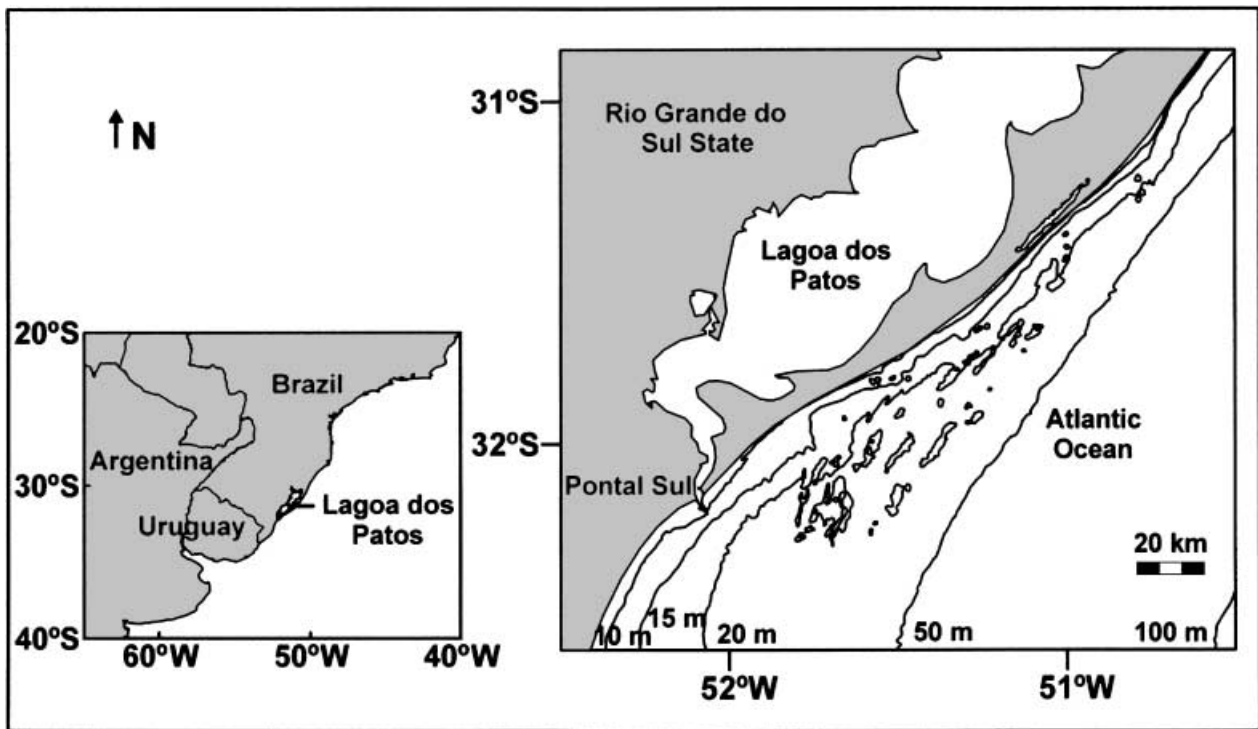 N
20ºS
30ºS
40ºS
60ºW
50ºW
40ºW
Brazil
Argentina
Uruguay
Lagoa dos
Patos
31ºS
32ºS
52ºW
51ºW
Rio Grande do
Sul State
Lagoa dos
Patos
Pontal Sul
Atlantic
Ocean
20 km
10 m
15 m
20 m
50 m
100 m